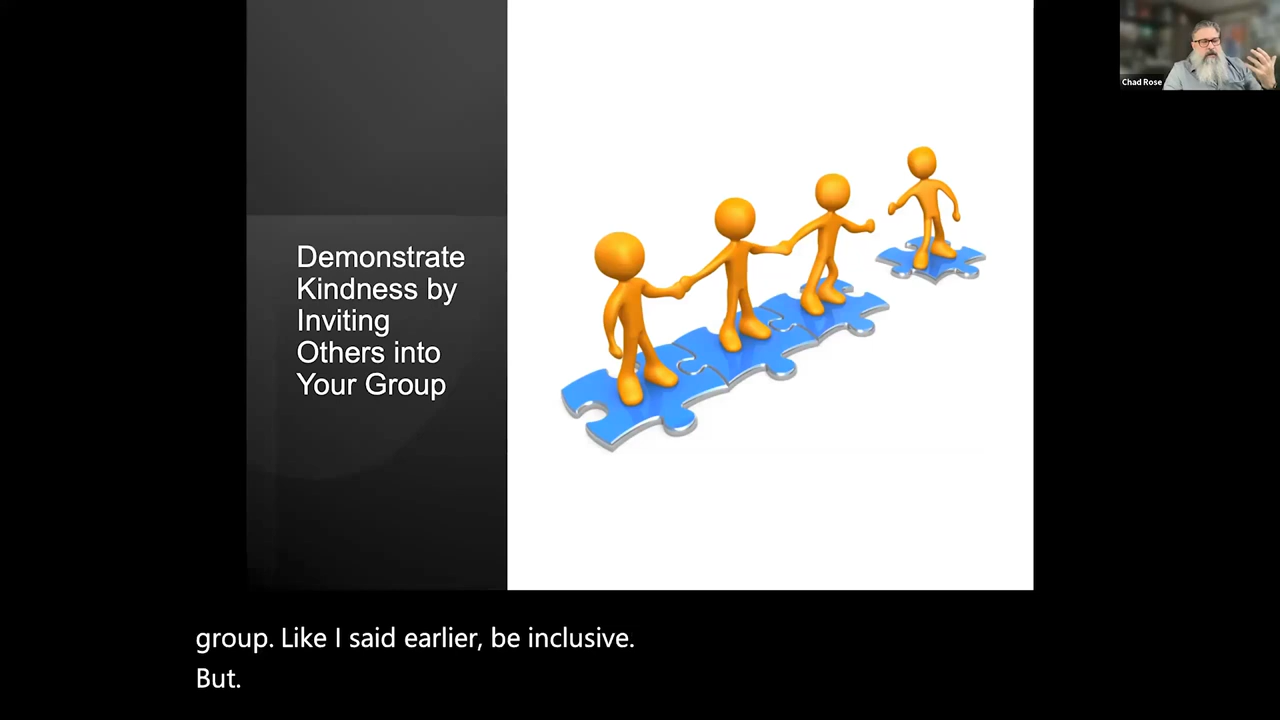 Chad Rose
Demonstrate
Kindness by
Inviting
Others into
Your Group
group. Like I said earlier, be inclusive.
But.